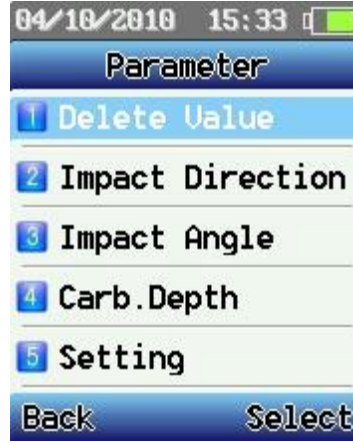 04/10/2010 15:33
Parameter
1 Delete Value
2 Impact Direction
3 Impact Angle
4 Carb.Depth
5 Setting
Back Select